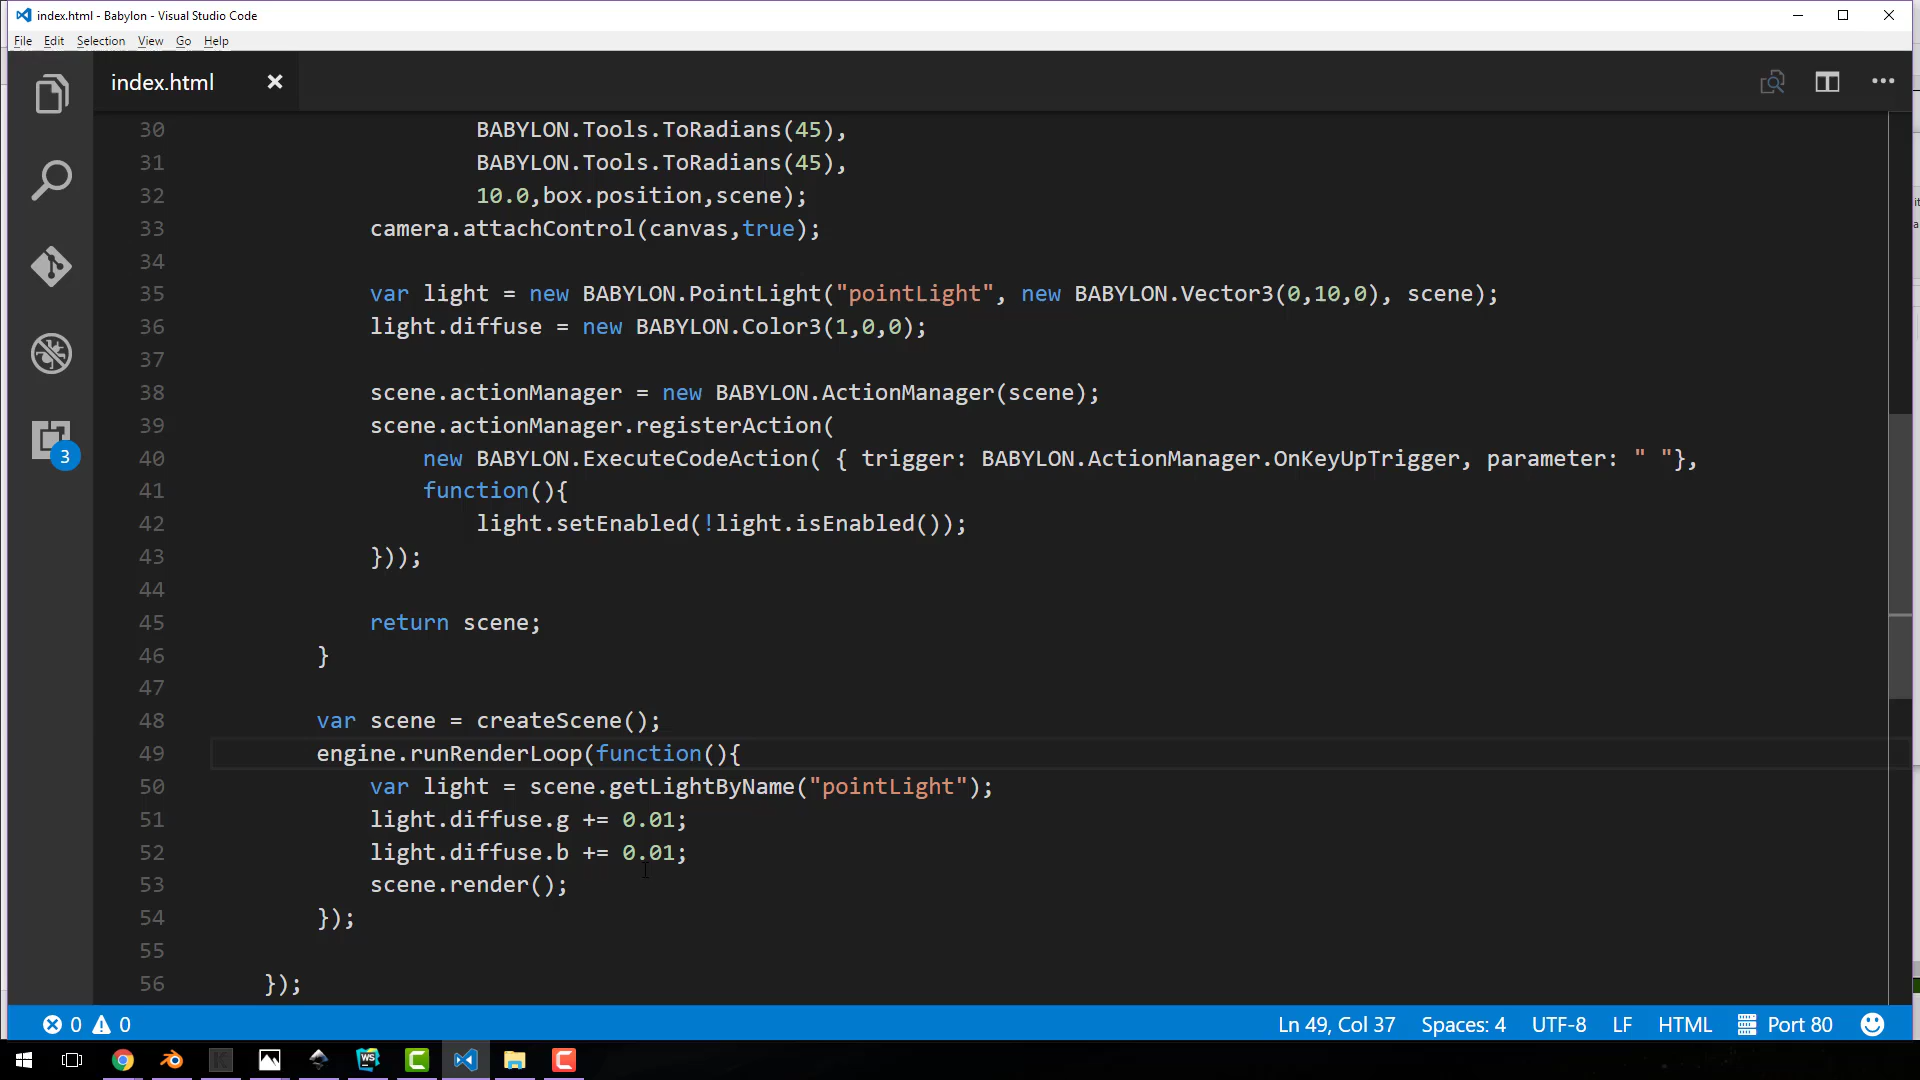 index.html - Babylon - Visual Studio Code
File Edit Selection View Go Help
index.html
30 BABYLON.Tools.ToRadians(45),
31 BABYLON.Tools.ToRadians(45),
32 10.0,box.position,scene);
33 camera.attachControl(canvas,true);
34
35 var light = new BABYLON.PointLight("pointLight", new BABYLON.Vector3(0,10,0), scene);
36 light.diffuse = new BABYLON.Color3(1,0,0);
37
38 scene.actionManager = new BABYLON.ActionManager(scene);
39 scene.actionManager.registerAction(
40 new BABYLON.ExecuteCodeAction( { trigger: BABYLON.ActionManager.OnKeyUpTrigger, parameter: " "},
41 function(){
42 light.setEnabled(!light.isEnabled());
43 }));
44
45 return scene;
46 }
47
48 var scene = createScene();
49 engine.runRenderLoop(function(){
50 var light = scene.getLightByName("pointLight");
51 light.diffuse.g += 0.01;
52 light.diffuse.b += 0.01;
53 scene.render();
54 });
55
56 });
3
0 0 Ln 49, Col 37 Spaces: 4 UTF-8 LF HTML Port 80
WS